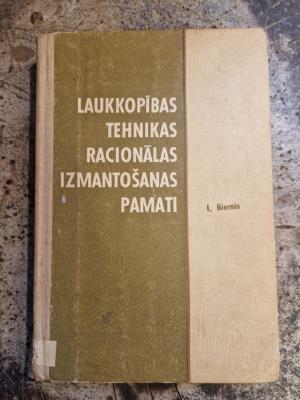 LAUKKOPĪBAS
TEHNIKAS
RACIONĀLAS
IZMANTOŠANAS
PAMATI
I. Biernis